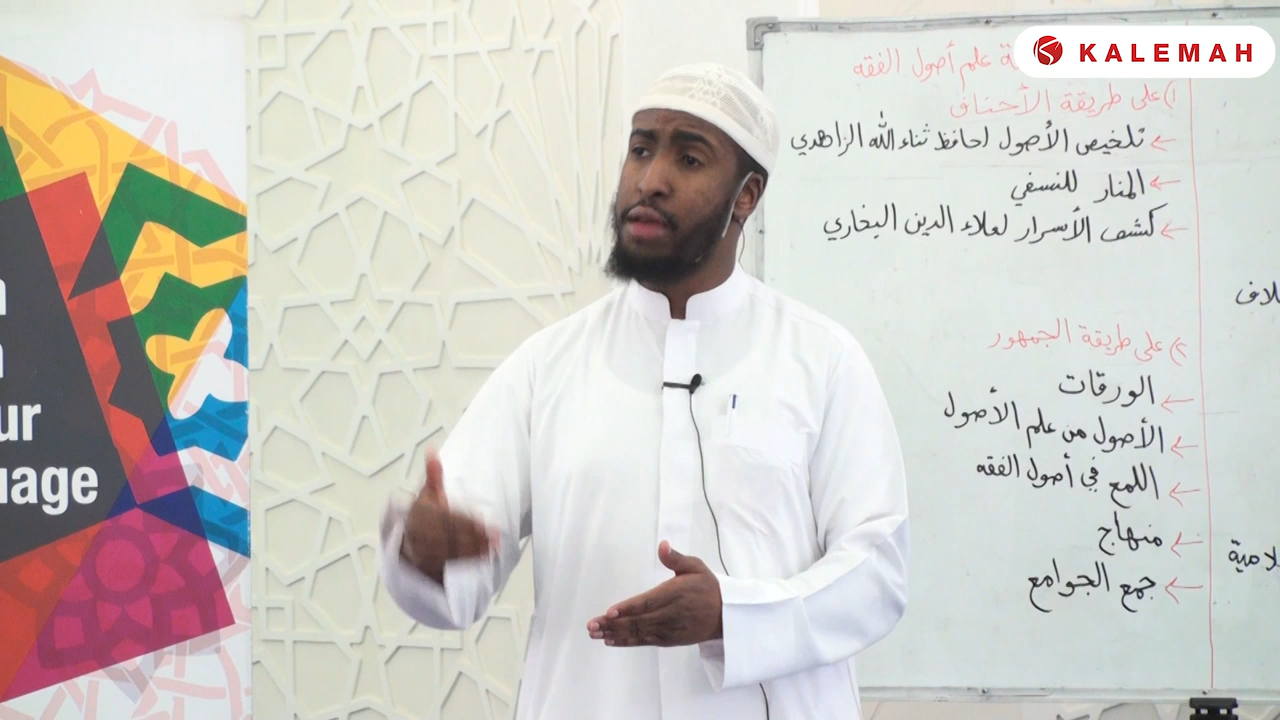 KALEMAH
علم أصول الفقه
١) على طريقة الأحناف
← تلخيص الأصول لحافظ ثناء الله الزاهدي
← المنار للنسفي
← كشف الأسرار لعلاء الدين البخاري
٢) على طريقة الجمهور
← الورقات
← الأصول من علم الأصول
← اللمع في أصول الفقه
← منهاج
← جمع الجوامع
ur
uage